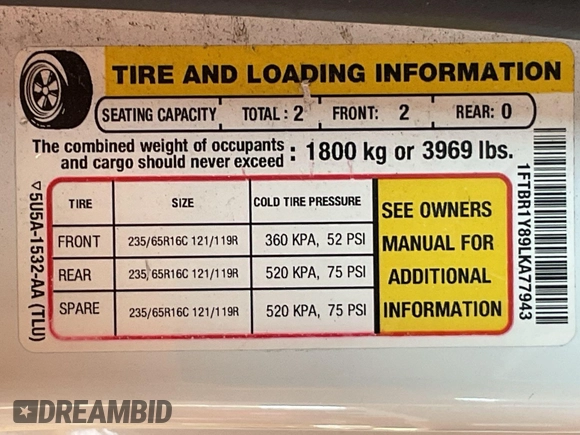 TIRE AND LOADING INFORMATION
SEATING CAPACITY TOTAL : 2 FRONT: 2 REAR: 0
The combined weight of occupants
and cargo should never exceed : 1800 kg or 3969 lbs.
TIRE SIZE COLD TIRE PRESSURE
FRONT 235/65R16C 121/119R 360 KPA, 52 PSI
REAR 235/65R16C 121/119R 520 KPA, 75 PSI
SPARE 235/65R16C 121/119R 520 KPA, 75 PSI
SEE OWNERS
MANUAL FOR
ADDITIONAL
INFORMATION
▽ 5U5A-1532-AA (TLU)
1FTBR1Y89LKA77943
DREAMBID